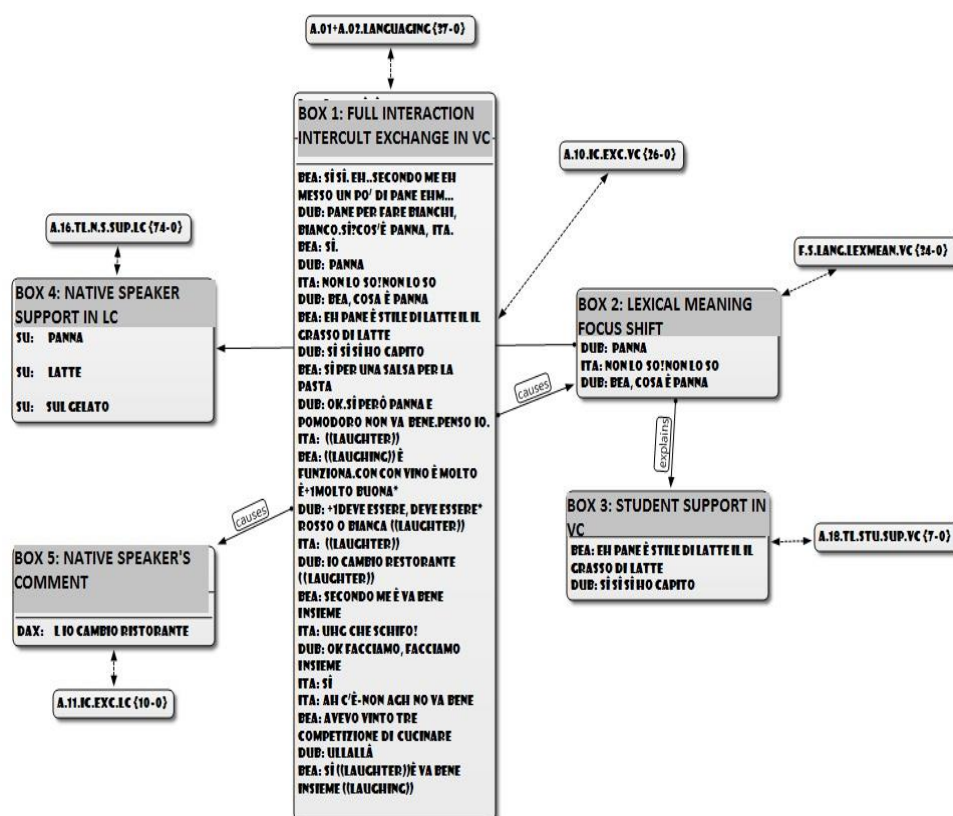 A.01+A.02.LANGUAGING {37-0}
BOX 1: FULL INTERACTION
INTERCULT EXCHANGE IN VC
BEA: SÌ SÌ. EH..SECONDO ME EH
MESSO UN PO' DI PANE EHM...
DUB: PANE PER FARE BIANCHI,
BIANCO.SÌ?COS'È PANNA, ITA.
BEA: SÌ.
DUB: PANNA
ITA: NON LO SO!NON LO SO
DUB: BEA, COSA È PANNA
BEA: EH PANE È STILE DI LATTE IL IL
GRASSO DI LATTE
DUB: SÌ SÌ SÌ HO CAPITO
BEA: SÌ PER UNA SALSA PER LA
PASTA
DUB: OK.SÌ PERÒ PANNA E
POMODORO NON VA BENE.PENSO IO.
ITA: ((LAUGHTER))
BEA: ((LAUGHING)) È
FUNZIONA.CON CON VINO È MOLTO
È+1MOLTO BUONA*
DUB: +1DEVE ESSERE, DEVE ESSERE*
ROSSO O BIANCA ((LAUGHTER))
ITA: ((LAUGHTER))
DUB: IO CAMBIO RISTORANTE
((LAUGHTER))
BEA: SECONDO ME È VA BENE
INSIEME
ITA: UHG CHE SCHIFO!
DUB: OK FACCIAMO, FACCIAMO
INSIEME
ITA: SÌ
ITA: AH C'È-NON AGH NO VA BENE
BEA: AVEVO VINTO TRE
COMPETIZIONE DI CUCINARE
DUB: ULLALLÀ
BEA: SÌ ((LAUGHTER))È VA BENE
INSIEME ((LAUGHING))
A.10.IC.EXC.VC {26-0}
A.16.TL.N.S.SUP.LC {74-0}
BOX 4: NATIVE SPEAKER
SUPPORT IN LC
SU: PANNA
SU: LATTE
SU: SUL GELATO
F.S.LANG.LEXMEAN.VC {34-0}
BOX 2: LEXICAL MEANING
FOCUS SHIFT
DUB: PANNA
ITA: NON LO SO!NON LO SO
DUB: BEA, COSA È PANNA
causes
explains
BOX 3: STUDENT SUPPORT IN
VC
BEA: EH PANE È STILE DI LATTE IL IL
GRASSO DI LATTE
DUB: SÌ SÌ SÌ HO CAPITO
A.18.TL.STU.SUP.VC {7-0}
causes
BOX 5: NATIVE SPEAKER'S
COMMENT
DAX: L IO CAMBIO RISTORANTE
A.11.IC.EXC.LC {10-0}